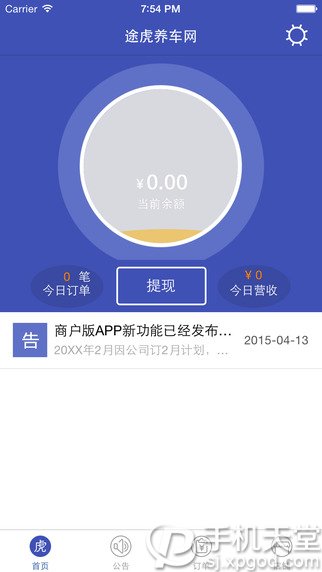 Carrier 7:54 PM
途虎养车网
¥ 0.00
当前余额
0 笔
今日订单
提现
¥ 0
今日营收
告
商户版APP新功能已经发布...
2015-04-13
20XX年2月因公司订2月计划，...
虎
首页
公告
订单
手机天堂
sj.xpgod.com